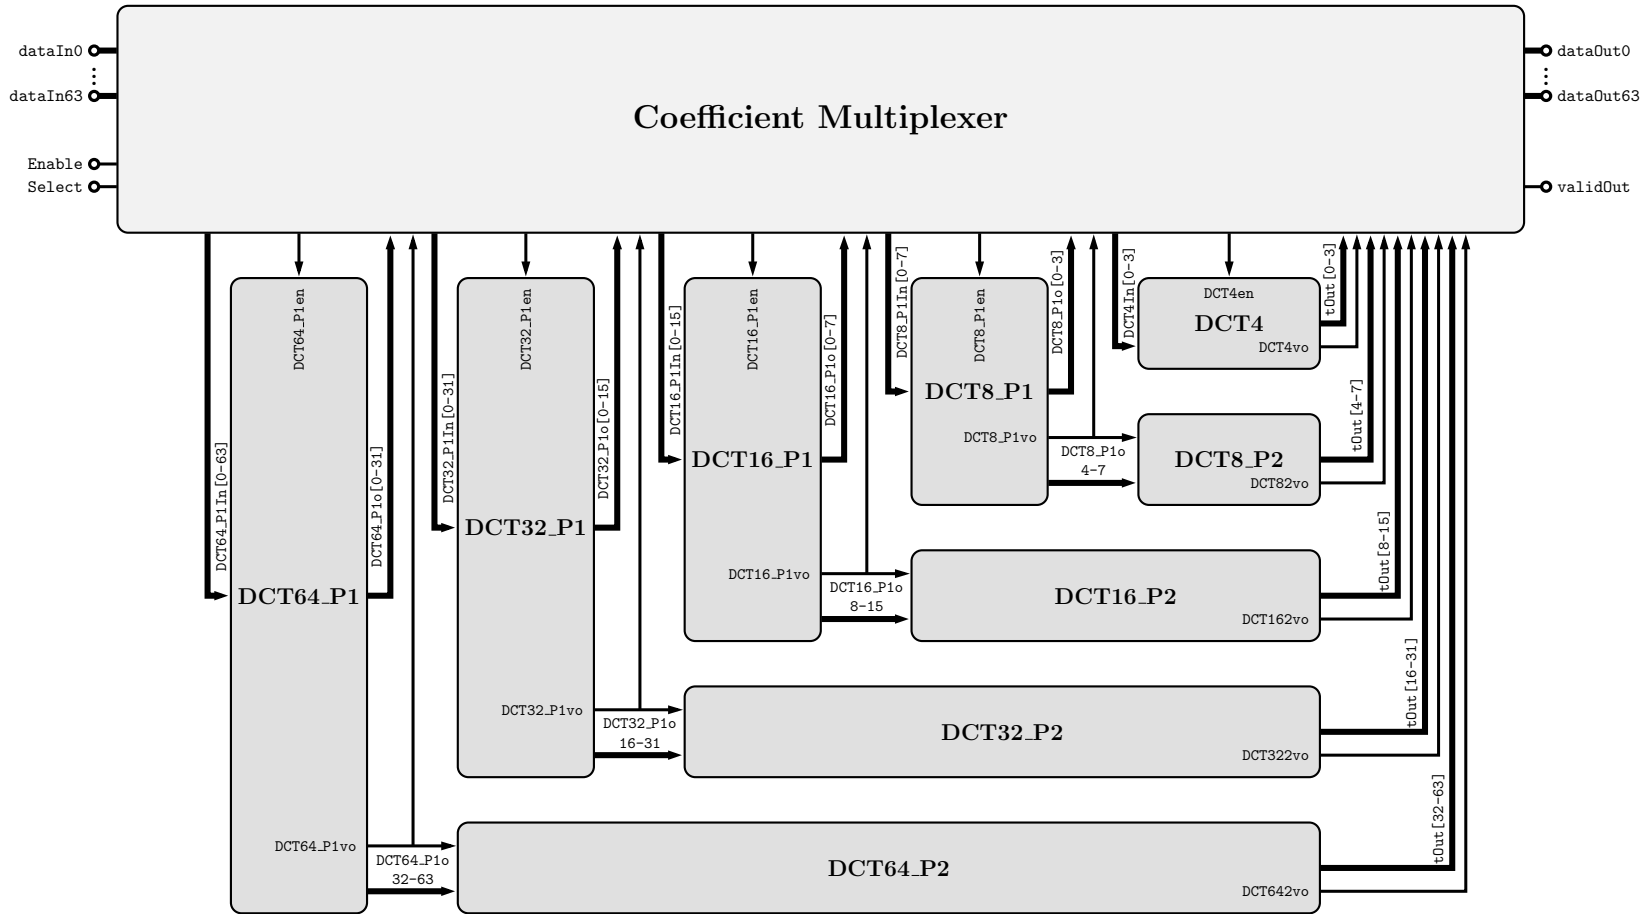 Coefficient Multiplexer
dataIn0
dataIn63
Enable
Select
dataOut0
dataOut63
validOut
DCT64_P1In[0-63]
DCT64_P1en
DCT64_P1
DCT64_P1vo
DCT64_P1o[0-31]
DCT64_P1o
32-63
DCT32_P1In[0-31]
DCT32_P1en
DCT32_P1
DCT32_P1vo
DCT32_P1o[0-15]
DCT32_P1o
16-31
DCT16_P1In[0-15]
DCT16_P1en
DCT16_P1
DCT16_P1vo
DCT16_P1o[0-7]
DCT16_P1o
8-15
DCT8_P1In[0-7]
DCT8_P1en
DCT8_P1
DCT8_P1vo
DCT8_P1o[0-3]
DCT8_P1o
4-7
DCT4In[0-3]
DCT4en
DCT4
DCT4vo
tOut[0-3]
DCT8_P2
DCT82vo
tOut[4-7]
DCT16_P2
DCT162vo
tOut[8-15]
DCT32_P2
DCT322vo
tOut[16-31]
DCT64_P2
DCT642vo
tOut[32-63]